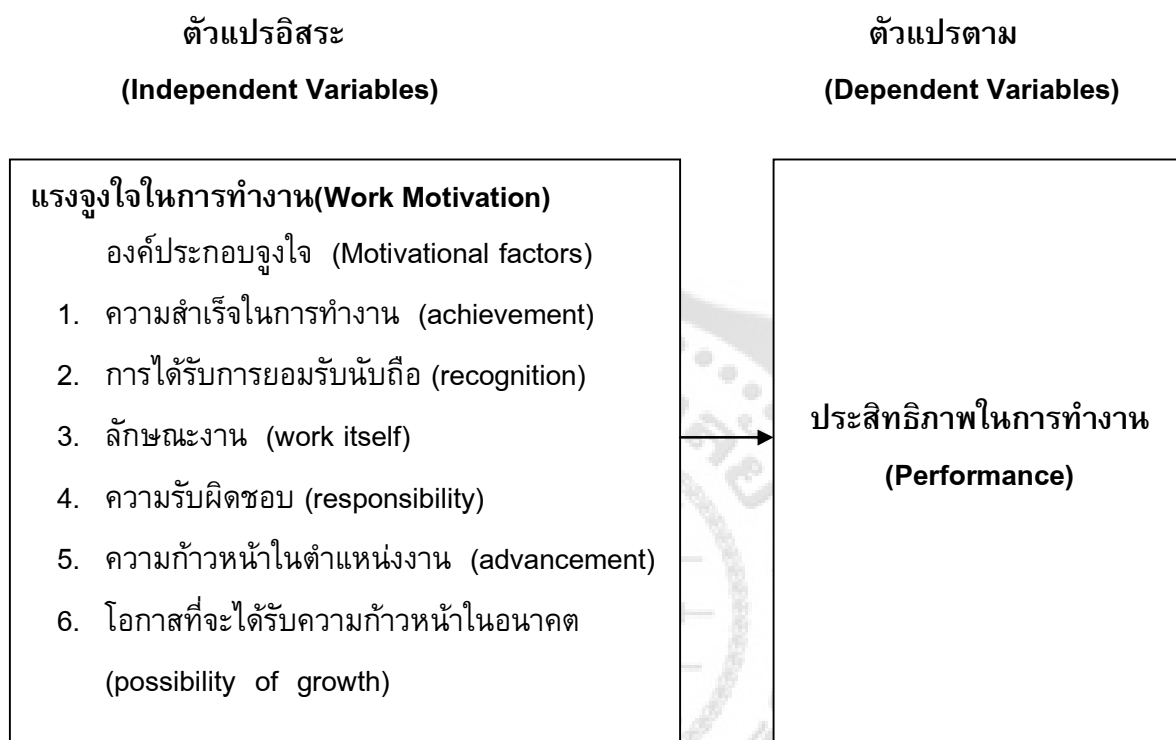 ตัวแปรอิสระ
(Independent Variables)
ตัวแปรตาม
(Dependent Variables)
แรงจูงใจในการทำงาน(Work Motivation)
องค์ประกอบจูงใจ (Motivational factors)
1. ความสำเร็จในการทำงาน (achievement)
2. การได้รับการยอมรับนับถือ (recognition)
3. ลักษณะงาน (work itself)
4. ความรับผิดชอบ (responsibility)
5. ความก้าวหน้าในตำแหน่งงาน (advancement)
6. โอกาสที่จะได้รับความก้าวหน้าในอนาคต
(possibility of growth)
ประสิทธิภาพในการทำงาน
(Performance)